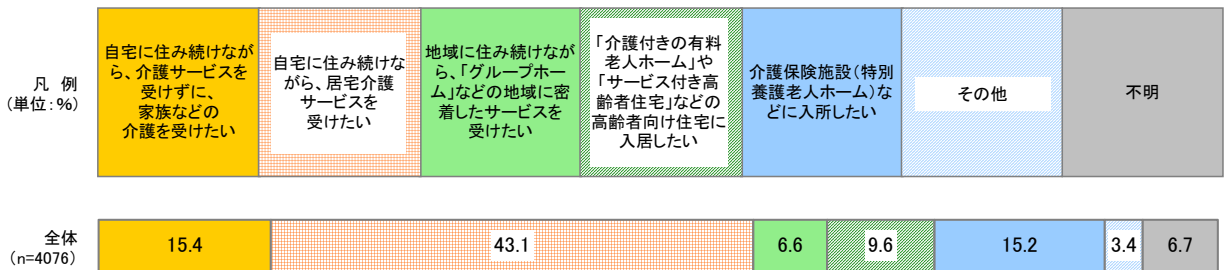 凡 例
(単位:%)
自宅に住み続けなが
ら、介護サービスを
受けずに、
家族などの
介護を受けたい
自宅に住み続けな
がら、居宅介護
サービスを
受けたい
地域に住み続けなが
ら、「グループホー
ム」などの地域に密
着したサービスを
受けたい
「介護付きの有料
老人ホーム」や
「サービス付き高
齢者住宅」などの
高齢者向け住宅に
入居したい
介護保険施設(特別
養護老人ホーム)な
どに入所したい
その他
不明
全体
(n=4076)
15.4
43.1
6.6
9.6
15.2
3.4
6.7